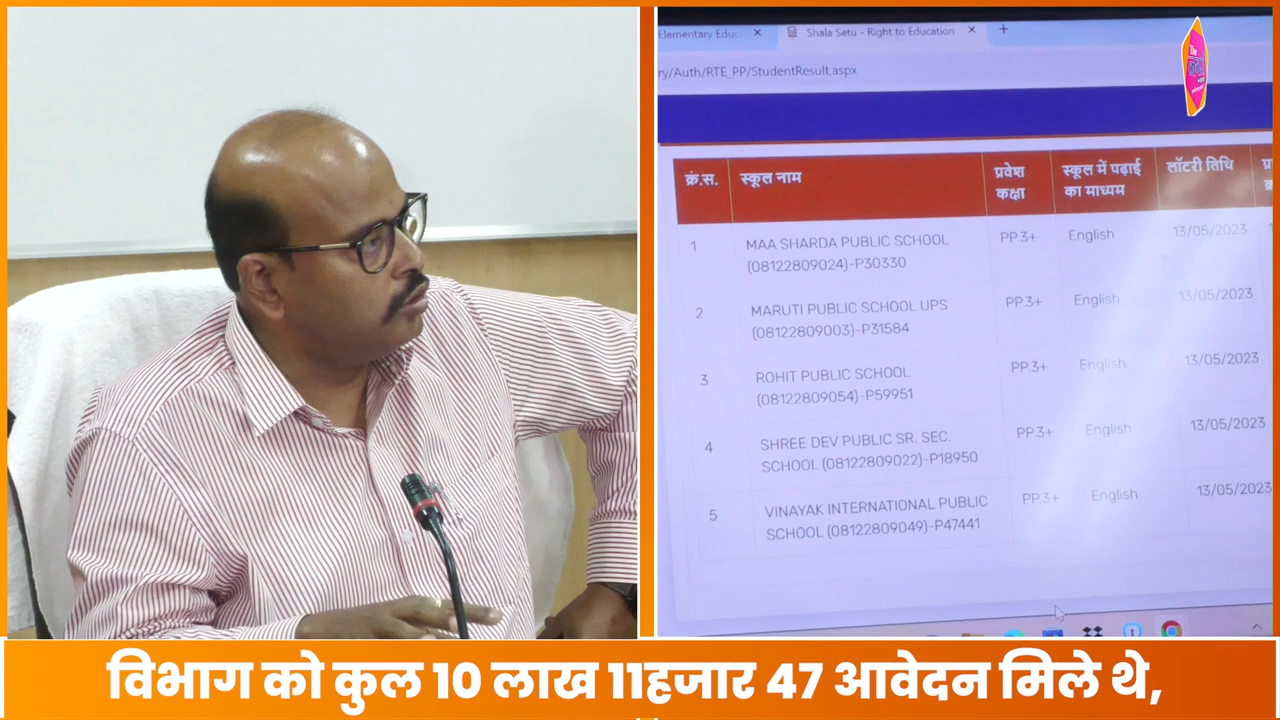 Elementary Educ
Shala Setu - Right to Education
ry/Auth/RTE_PP/StudentResult.aspx
क्रं.स. स्कूल नाम प्रवेश कक्षा स्कूल में पढ़ाई का माध्यम लॉटरी तिथि
1 MAA SHARDA PUBLIC SCHOOL PP.3+ English 13/05/2023
(08122809024)-P30330
2 MARUTI PUBLIC SCHOOL UPS PP.3+ English 13/05/2023
(08122809003)-P31584
3 ROHIT PUBLIC SCHOOL PP.3+ English 13/05/2023
(08122809054)-P59951
4 SHREE DEV PUBLIC SR. SEC. PP.3+ English 13/05/2023
SCHOOL (08122809022)-P18950
5 VINAYAK INTERNATIONAL PUBLIC PP.3+ English 13/05/2023
SCHOOL (08122809049)-P47441
विभाग को कुल 10 लाख 11हजार 47 आवेदन मिले थे,